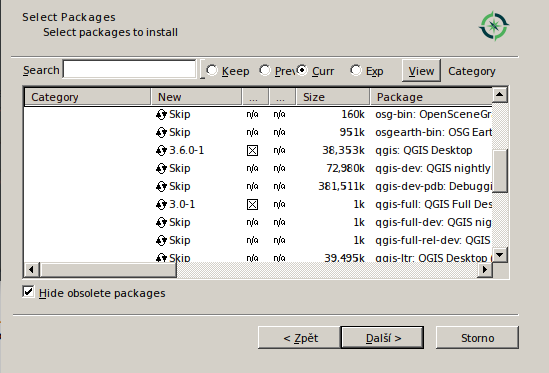 Select Packages
Select packages to install
Search Keep Prev Curr Exp View Category
Category New ... ... Size Package
Skip n/a n/a 160k osg-bin: OpenSceneGr
Skip n/a n/a 951k osgearth-bin: OSG Eart
3.6.0-1 n/a 38,353k qgis: QGIS Desktop
Skip n/a n/a 72,980k qgis-dev: QGIS nightly
Skip n/a n/a 381,511k qgis-dev-pdb: Debuggi
3.0-1 n/a 1k qgis-full: QGIS Full Des
Skip n/a n/a 1k qgis-full-dev: QGIS nig
Skip n/a n/a 1k qgis-full-rel-dev: QGIS
Skip n/a n/a 39,495k qgis-ltr: QGIS Desktop
Hide obsolete packages
< Zpět Další > Storno